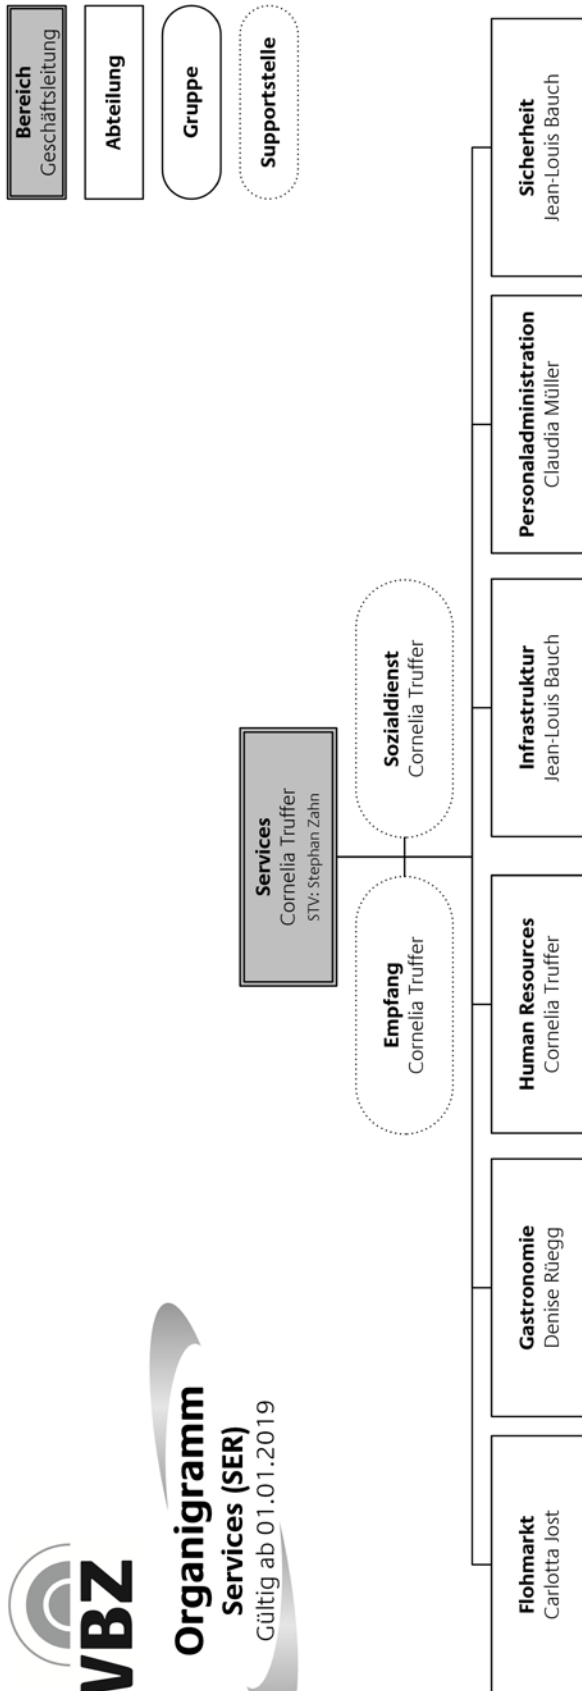 VBZ
Organigramm
Services (SER)
Gültig ab 01.01.2019
Bereich
Geschäftsleitung
Abteilung
Gruppe
Supportstelle
Services
Cornelia Truffer
STV: Stephan Zahn
Empfang
Cornelia Truffer
Sozialdienst
Cornelia Truffer
Flohmarkt
Carlotta Jost
Gastronomie
Denise Rüegg
Human Resources
Cornelia Truffer
Infrastruktur
Jean-Louis Bauch
Personaladministration
Claudia Müller
Sicherheit
Jean-Louis Bauch